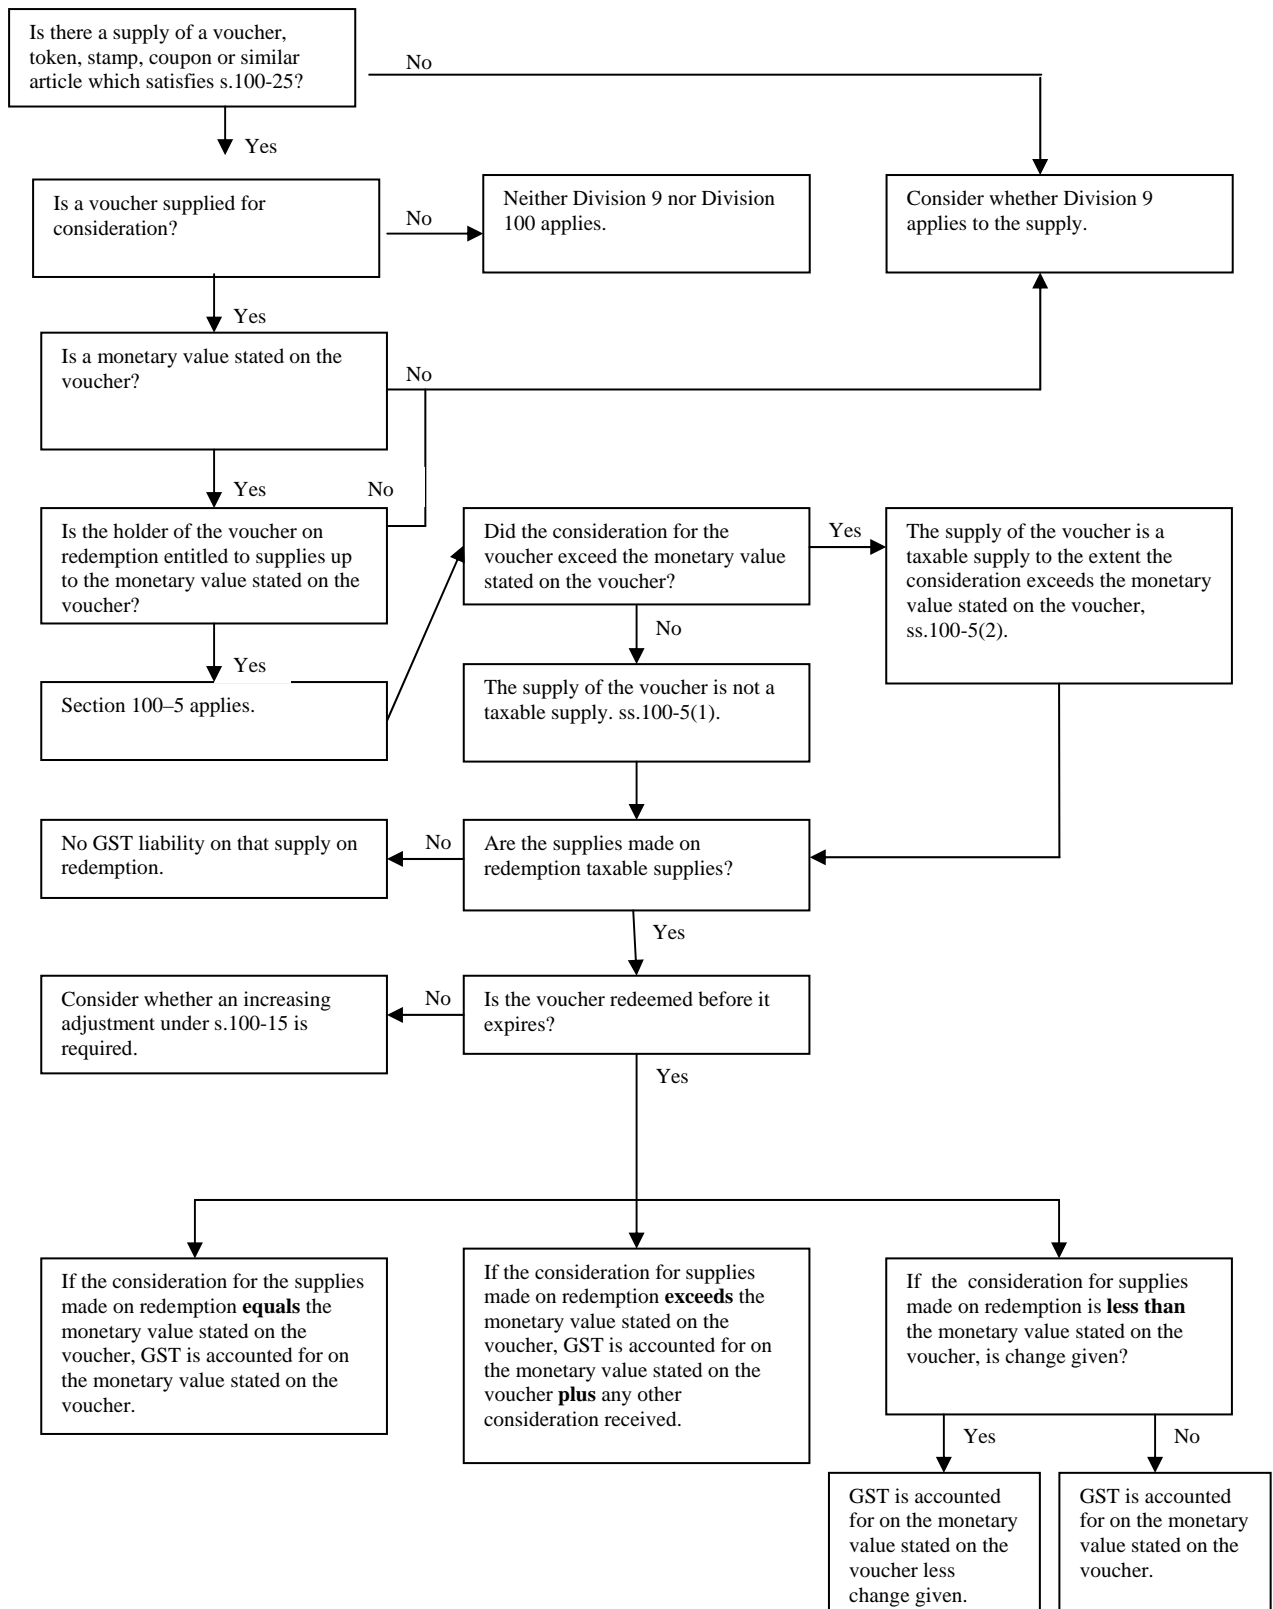 Is there a supply of a voucher,
token, stamp, coupon or similar
article which satisfies s.100-25?
No
Yes
Is a voucher supplied for
consideration?
No
Neither Division 9 nor Division
100 applies.
Consider whether Division 9
applies to the supply.
Yes
Is a monetary value stated on the
voucher?
No
Yes
No
Is the holder of the voucher on
redemption entitled to supplies up
to the monetary value stated on the
voucher?
Did the consideration for the
voucher exceed the monetary value
stated on the voucher?
Yes
The supply of the voucher is a
taxable supply to the extent the
consideration exceeds the monetary
value stated on the voucher,
ss.100-5(2).
No
Yes
Section 100–5 applies.
The supply of the voucher is not a
taxable supply. ss.100-5(1).
No GST liability on that supply on
redemption.
No
Are the supplies made on
redemption taxable supplies?
Yes
Consider whether an increasing
adjustment under s.100-15 is
required.
No
Is the voucher redeemed before it
expires?
Yes
If the consideration for the supplies
made on redemption equals the
monetary value stated on the
voucher, GST is accounted for on
the monetary value stated on the
voucher.
If the consideration for supplies
made on redemption exceeds the
monetary value stated on the
voucher, GST is accounted for on
the monetary value stated on the
voucher plus any other
consideration received.
If the consideration for supplies
made on redemption is less than
the monetary value stated on the
voucher, is change given?
Yes
No
GST is accounted
for on the monetary
value stated on the
voucher less
change given.
GST is accounted
for on the monetary
value stated on the
voucher.